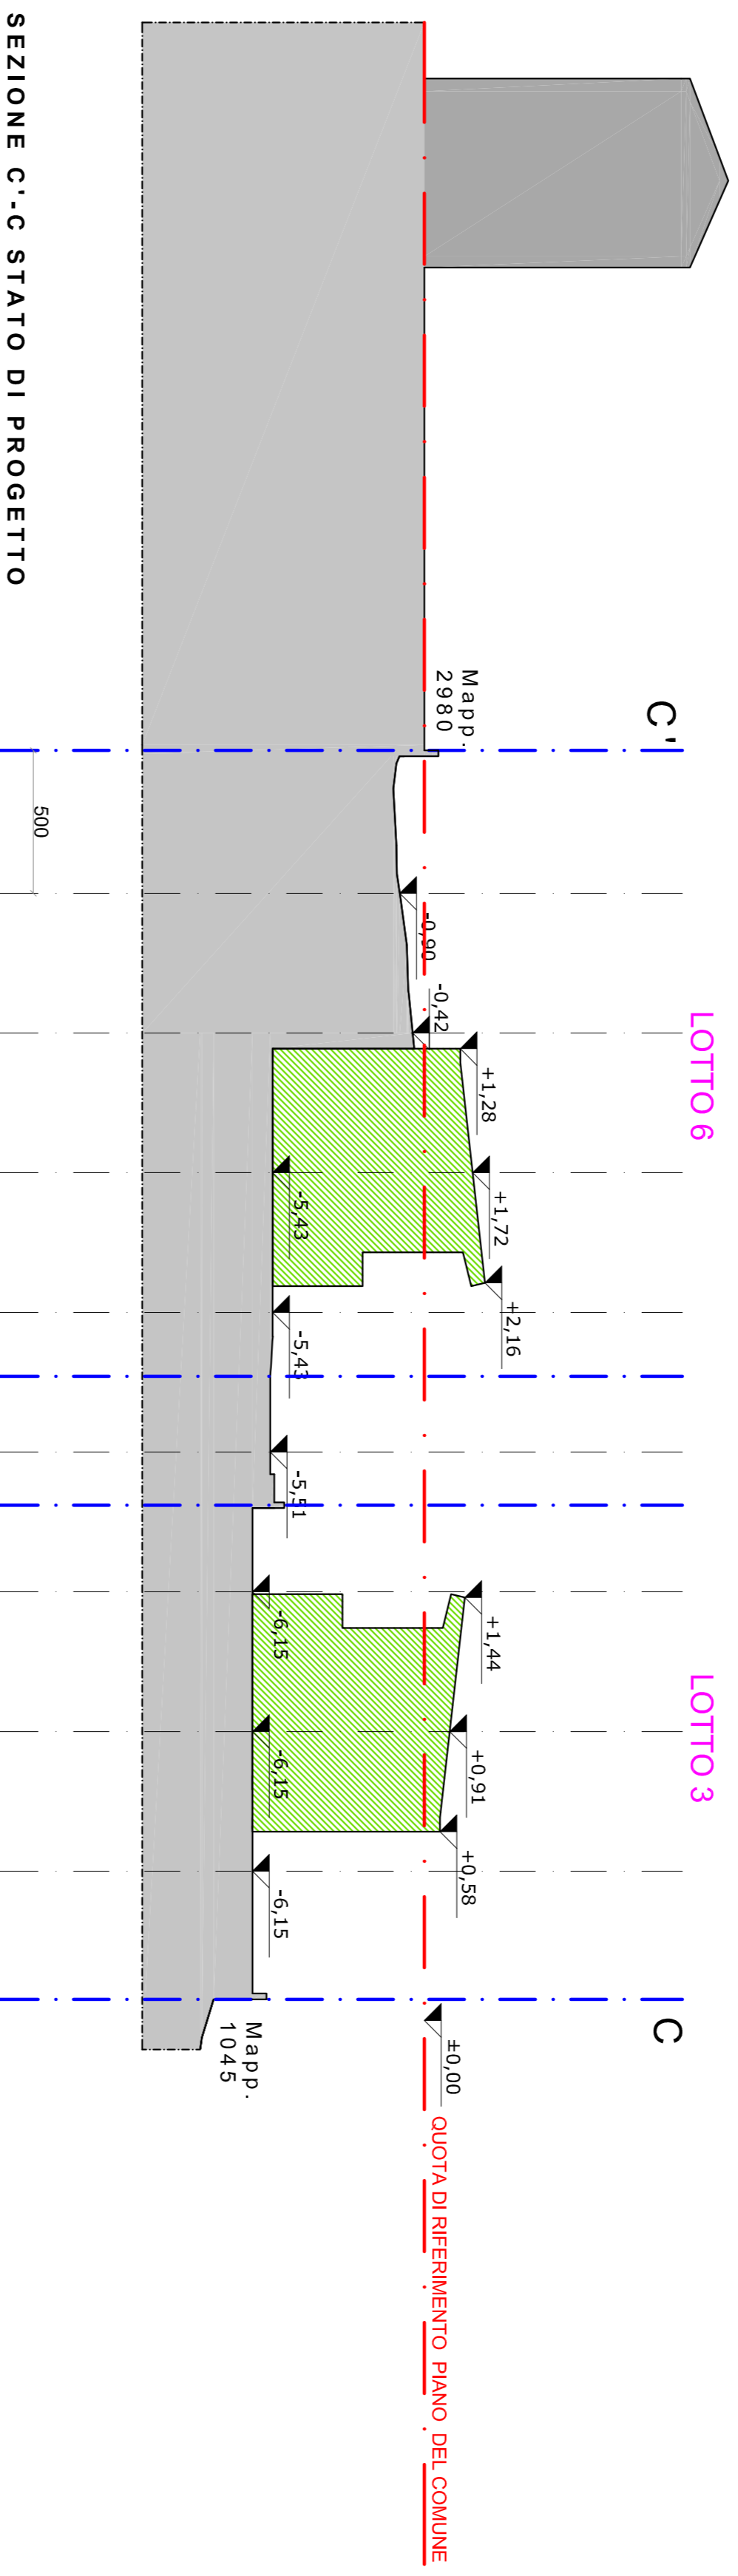 C'
LOTTO 6
LOTTO 3
C
+2,16
+1,72
+1,28
+1,44
+0,91
+0,58
Mapp.
2980
-0,90
-0,42
±0,00
QUOTA DI RIFERIMENTO PIANO DEL COMUNE
-5,43
-5,43
-5,51
-6,15
-6,15
-6,15
Mapp.
1045
500
SEZIONE C'-C STATO DI PROGETTO